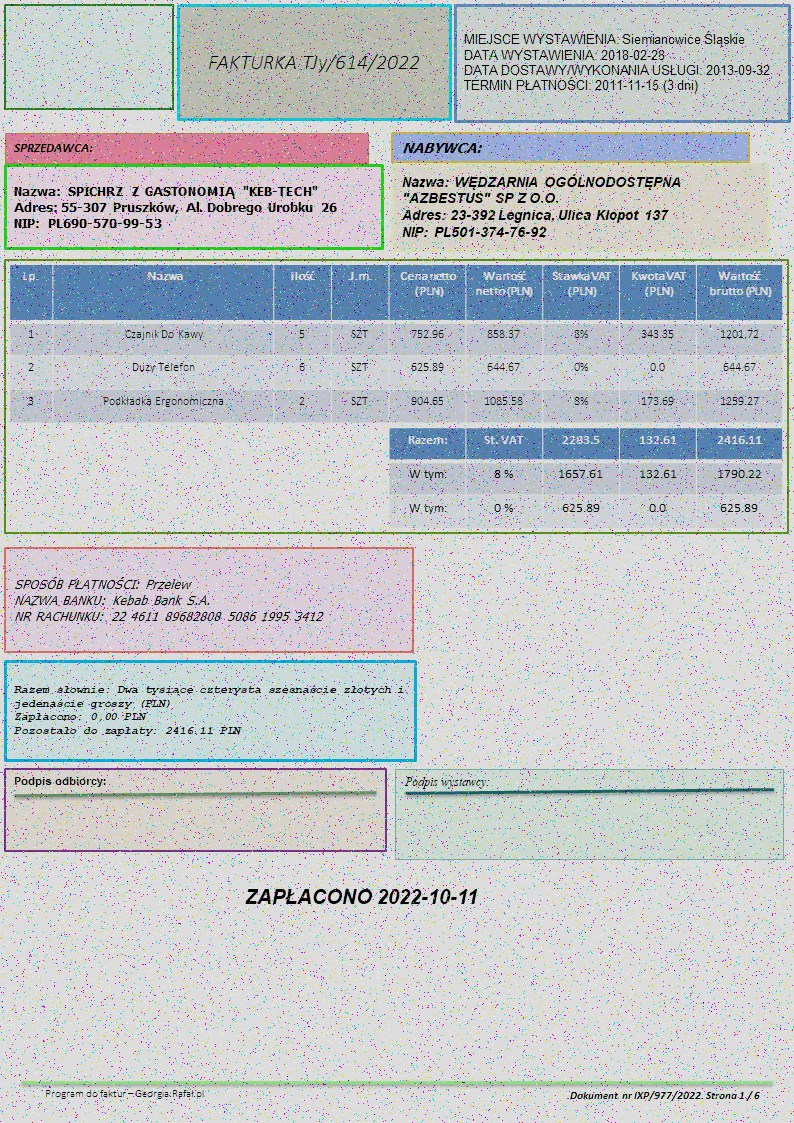 FAKTURKA TJy/614/2022
MIEJSCE WYSTAWIENIA: Siemianowice Śląskie
DATA WYSTAWIENIA: 2018-02-28
DATA DOSTAWY/WYKONANIA USŁUGI: 2013-09-32
TERMIN PŁATNOŚCI: 2011-11-15 (3 dni)
SPRZEDAWCA:
Nazwa: SPICHRZ Z GASTONOMIĄ "KEB-TECH"
Adres: 55-307 Pruszków, Al. Dobrego Urobku 26
NIP: PL690-570-99-53
NABYWCA:
Nazwa: WĘDZARNIA OGÓLNODOSTĘPNA
"AZBESTUS" SP Z O.O.
Adres: 23-392 Legnica, Ulica Kłopot 137
NIP: PL501-374-76-92
Lp. Nazwa Ilość J.m. Cena netto (PLN) Wartość netto (PLN) Stawka VAT (PLN) Kwota VAT (PLN) Wartość brutto (PLN)
1 Czajnik Do Kawy 5 SZT 752.96 858.37 8% 343.35 1201.72
2 Duży Telefon 6 SZT 625.89 644.67 0% 0.0 644.67
3 Podkładka Ergonomiczna 2 SZT 904.65 1085.58 8% 173.69 1259.27
Razem: St. VAT 2283.5 132.61 2416.11
W tym: 8 % 1657.61 132.61 1790.22
W tym: 0 % 625.89 0.0 625.89
SPOSÓB PŁATNOŚCI: Przelew
NAZWA BANKU: Kebab Bank S.A.
NR RACHUNKU: 22 4611 89682808 5086 1995 3412
Razem słownie: Dwa tysiące czterysta szesnaście złotych i
jedenaście groszy (PLN)
Zapłacono: 0,00 PLN
Pozostało do zapłaty: 2416.11 PLN
Podpis odbiorcy:
Podpis wystawcy:
ZAPŁACONO 2022-10-11
Program do faktur – Georgia.Rafał.pl
Dokument nr IXP/977/2022. Strona 1 / 6